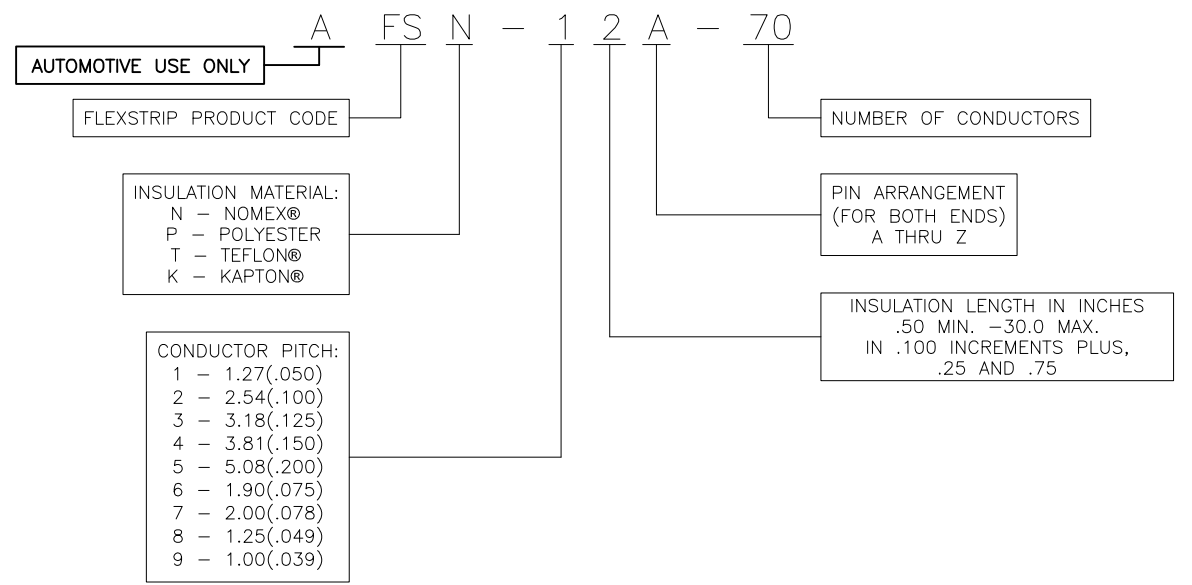 A FS N - 1 2 A - 70
AUTOMOTIVE USE ONLY
FLEXSTRIP PRODUCT CODE
NUMBER OF CONDUCTORS
INSULATION MATERIAL:
N - NOMEX®
P - POLYESTER
T - TEFLON®
K - KAPTON®
PIN ARRANGEMENT
(FOR BOTH ENDS)
A THRU Z
INSULATION LENGTH IN INCHES
.50 MIN. -30.0 MAX.
IN .100 INCREMENTS PLUS,
.25 AND .75
CONDUCTOR PITCH:
1 - 1.27(.050)
2 - 2.54(.100)
3 - 3.18(.125)
4 - 3.81(.150)
5 - 5.08(.200)
6 - 1.90(.075)
7 - 2.00(.078)
8 - 1.25(.049)
9 - 1.00(.039)